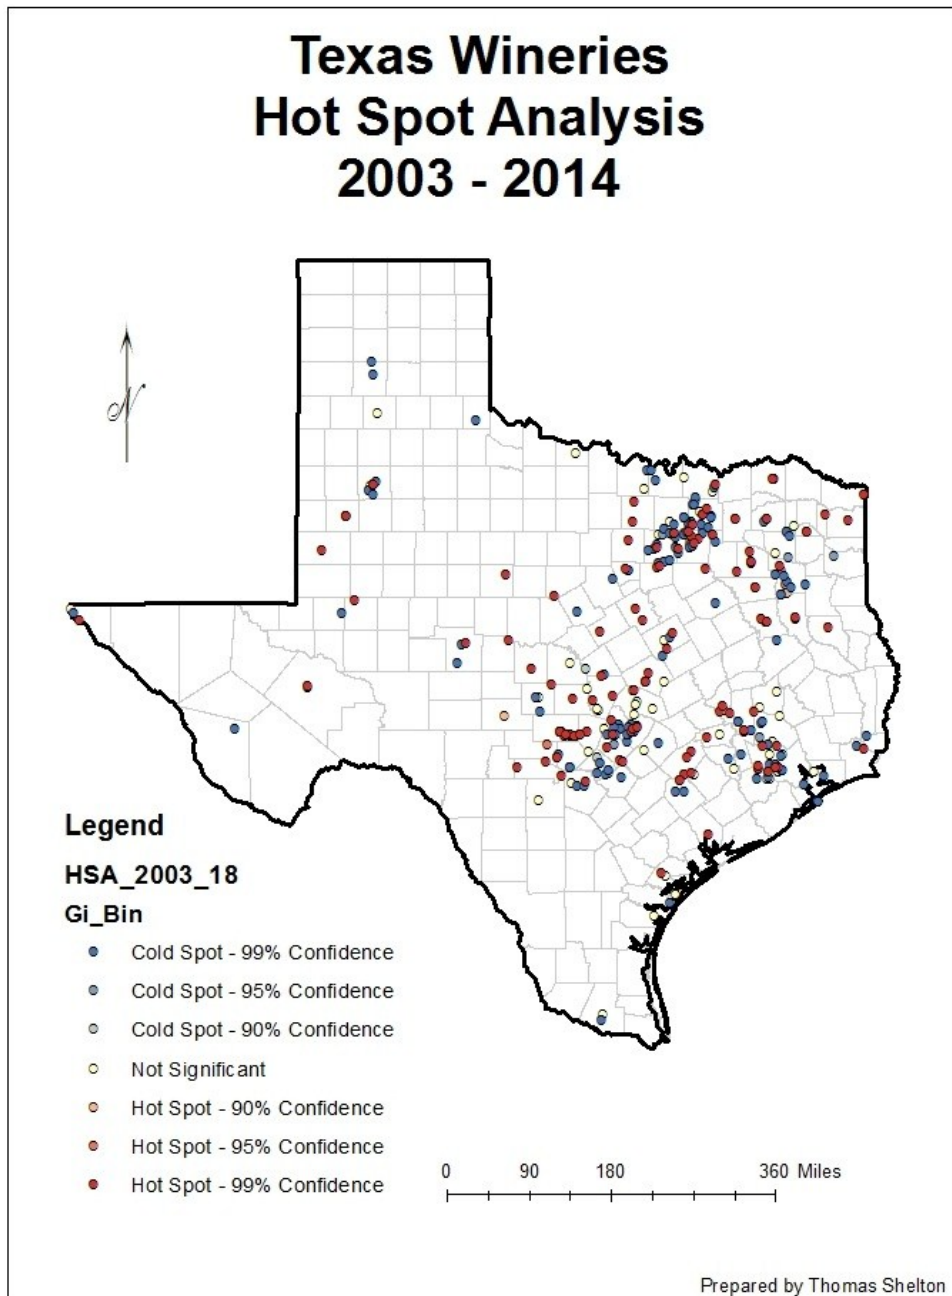 Texas Wineries
Hot Spot Analysis
2003 - 2014
N
Legend
HSA_2003_18
Gi_Bin
Cold Spot - 99% Confidence
Cold Spot - 95% Confidence
Cold Spot - 90% Confidence
Not Significant
Hot Spot - 90% Confidence
Hot Spot - 95% Confidence
Hot Spot - 99% Confidence
0 90 180 360 Miles
Prepared by Thomas Shelton